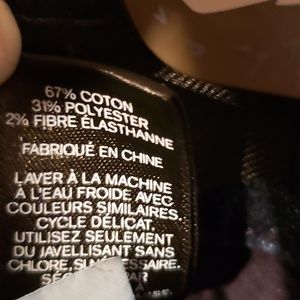 67% COTON
31% POLYESTER
2% FIBRE ÉLASTHANNE
FABRIQUÉ EN CHINE
LAVER À LA MACHINE
À L'EAU FROIDE AVEC
COULEURS SIMILAIRES.
CYCLE DÉLICAT.
UTILISEZ SEULEMENT
DU JAVELLISANT SANS
CHLORE, SI